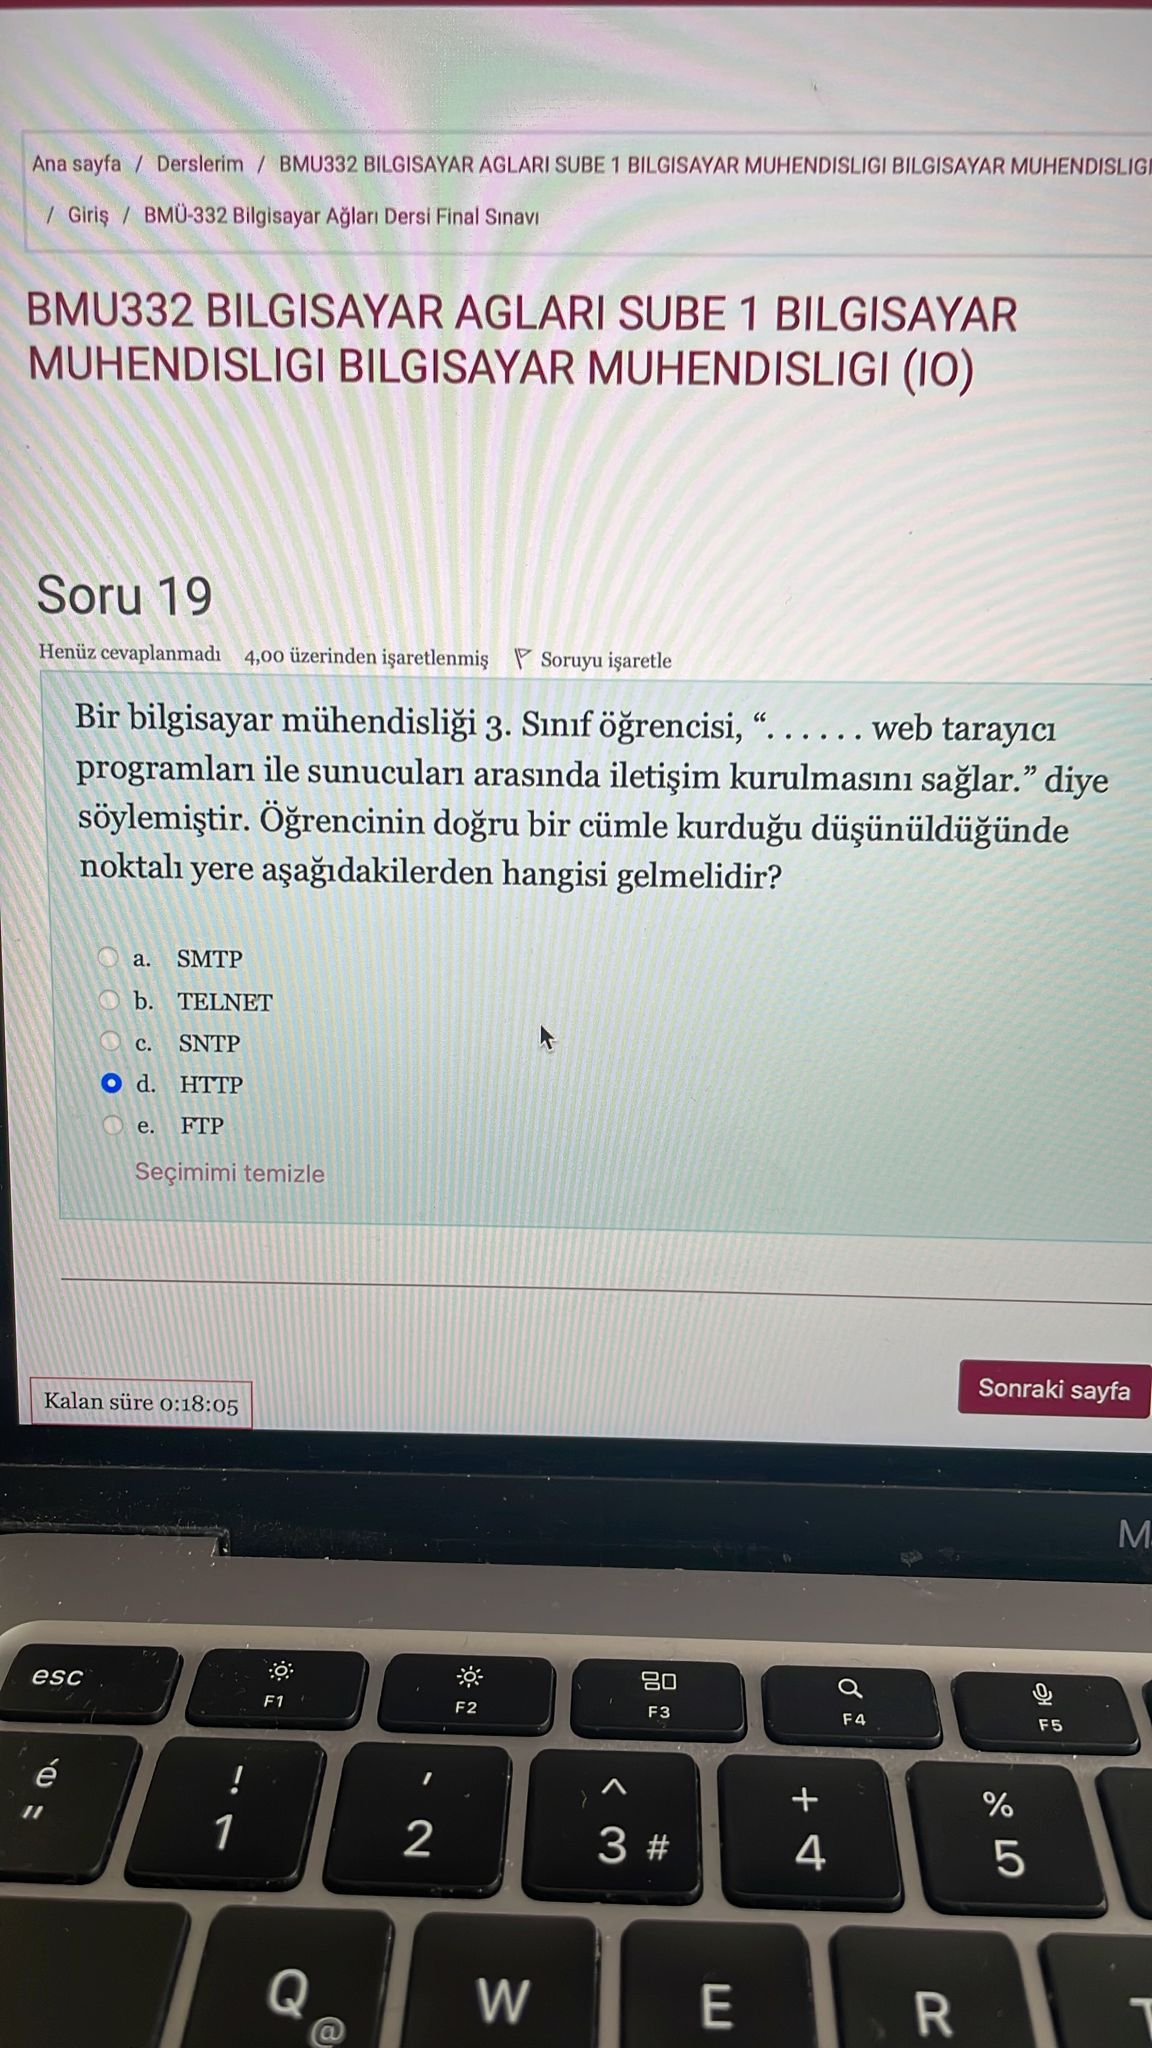 Ana sayfa / Derslerim / BMU332 BILGISAYAR AGLARI SUBE 1 BILGISAYAR MUHENDISLIGI BILGISAYAR MUHENDISLIGI
/ Giriş / BMÜ-332 Bilgisayar Ağları Dersi Final Sınavı
BMU332 BILGISAYAR AGLARI SUBE 1 BILGISAYAR
MUHENDISLIGI BILGISAYAR MUHENDISLIGI (IO)
Soru 19
Henüz cevaplanmadı 4,00 üzerinden işaretlenmiş Soruyu işaretle
Bir bilgisayar mühendisliği 3. Sınıf öğrencisi, “. . . . . . web tarayıcı
programları ile sunucuları arasında iletişim kurulmasını sağlar.” diye
söylemiştir. Öğrencinin doğru bir cümle kurduğu düşünüldüğünde
noktalı yere aşağıdakilerden hangisi gelmelidir?
a. SMTP
b. TELNET
c. SNTP
d. HTTP
e. FTP
Seçimimi temizle
Kalan süre 0:18:05
Sonraki sayfa
esc F1 F2 F3 F4 F5
é " ! 1 ' 2 ^ 3 # + 4 % 5
Q @ W E R